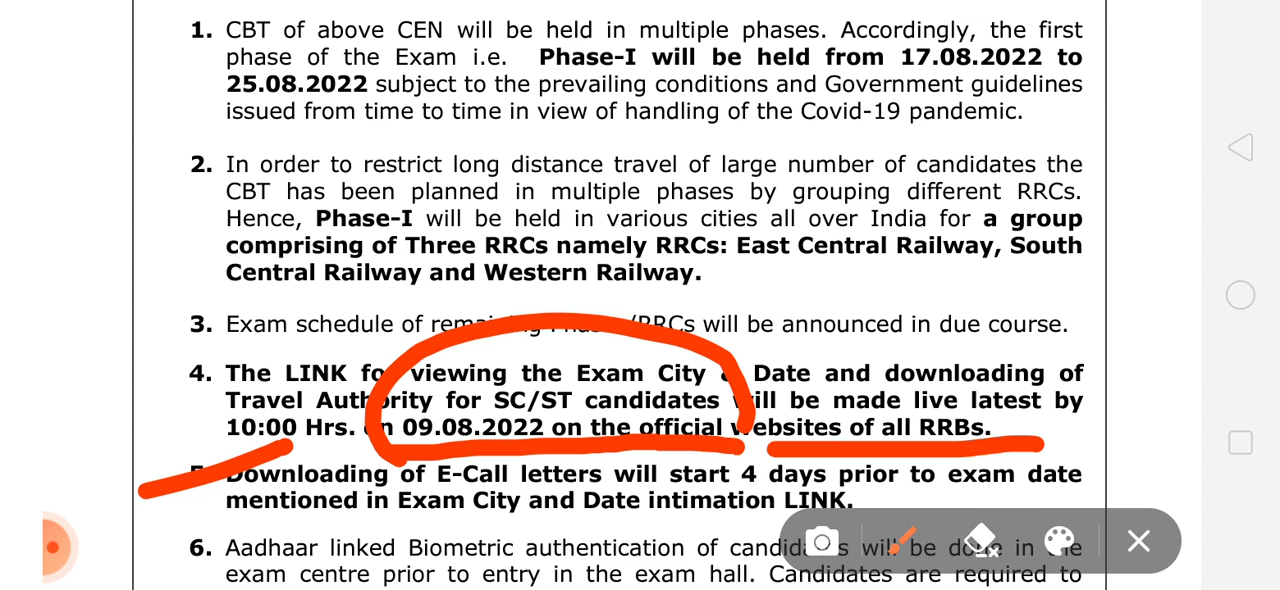 1. CBT of above CEN will be held in multiple phases. Accordingly, the first
phase of the Exam i.e. Phase-I will be held from 17.08.2022 to
25.08.2022 subject to the prevailing conditions and Government guidelines
issued from time to time in view of handling of the Covid-19 pandemic.
2. In order to restrict long distance travel of large number of candidates the
CBT has been planned in multiple phases by grouping different RRCs.
Hence, Phase-I will be held in various cities all over India for a group
comprising of Three RRCs namely RRCs: East Central Railway, South
Central Railway and Western Railway.
3. Exam schedule of RRCs will be announced in due course.
4. The LINK for viewing the Exam City & Date and downloading of
Travel Authority for SC/ST candidates will be made live latest by
10:00 Hrs. on 09.08.2022 on the official websites of all RRBs.
Downloading of E-Call letters will start 4 days prior to exam date
mentioned in Exam City and Date intimation LINK.
6. Aadhaar linked Biometric authentication of candidates will be done in the
exam centre prior to entry in the exam hall. Candidates are required to